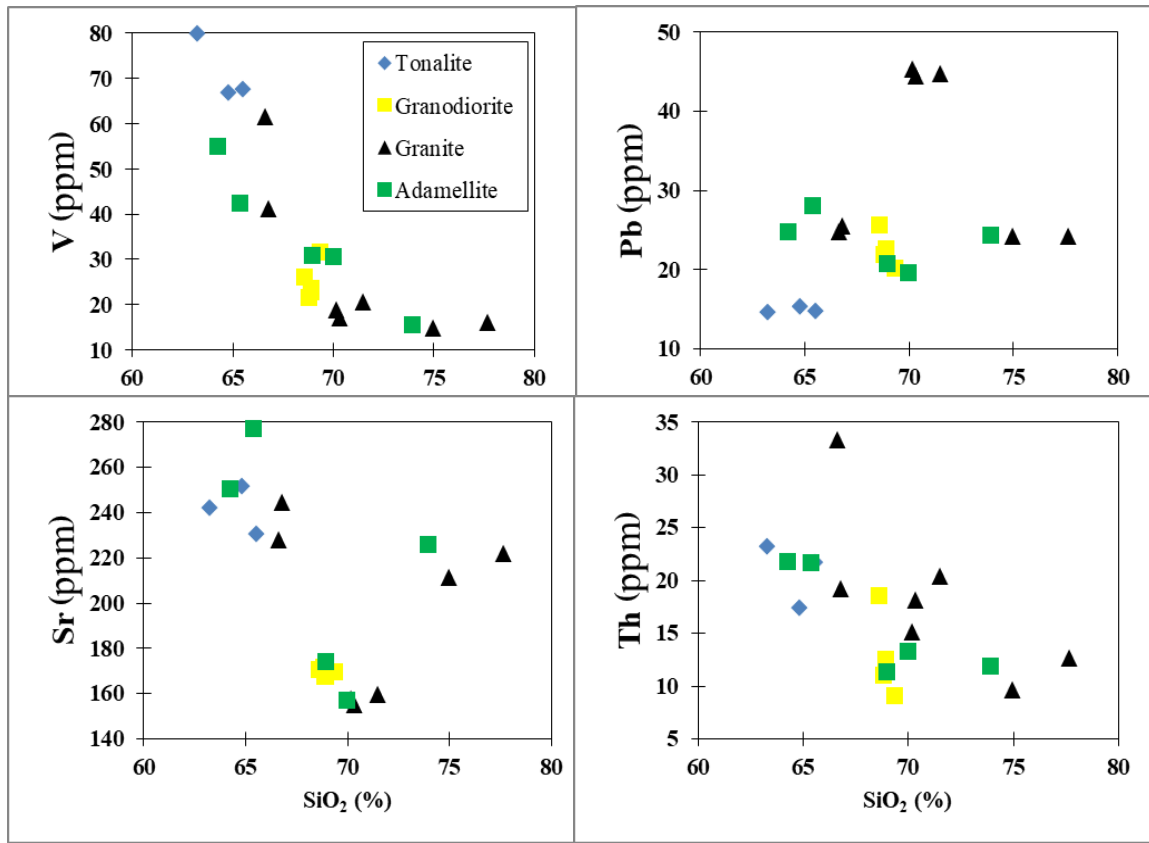 80
70
60
50
40
30
20
10
V (ppm)
60 65 70 75 80
Tonalite
Granodiorite
Granite
Adamellite
50
40
30
20
10
Pb (ppm)
60 65 70 75 80
280
260
240
220
200
180
160
140
Sr (ppm)
60 65 70 75 80
SiO₂ (%)
35
30
25
20
15
10
5
Th (ppm)
60 65 70 75 80
SiO₂ (%)